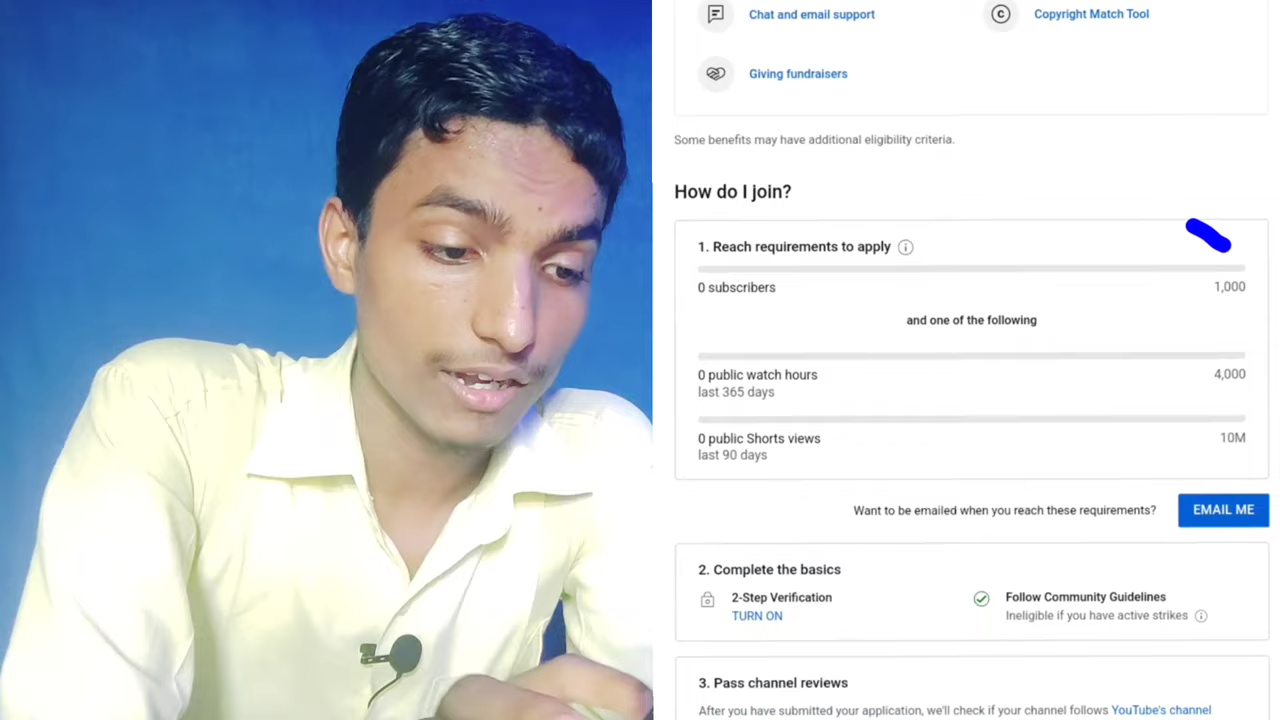 Chat and email support
Copyright Match Tool
Giving fundraisers
Some benefits may have additional eligibility criteria.
How do I join?
1. Reach requirements to apply
0 subscribers 1,000
and one of the following
0 public watch hours 4,000
last 365 days
0 public Shorts views 10M
last 90 days
Want to be emailed when you reach these requirements? EMAIL ME
2. Complete the basics
2-Step Verification
TURN ON
Follow Community Guidelines
Ineligible if you have active strikes
3. Pass channel reviews
After you have submitted your application, we'll check if your channel follows YouTube's channel